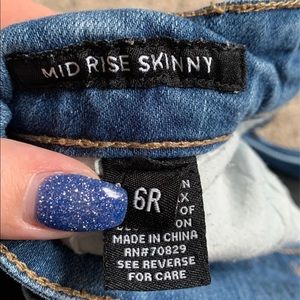 MID RISE SKINNY
6R
MADE IN CHINA
RN#70829
SEE REVERSE
FOR CARE